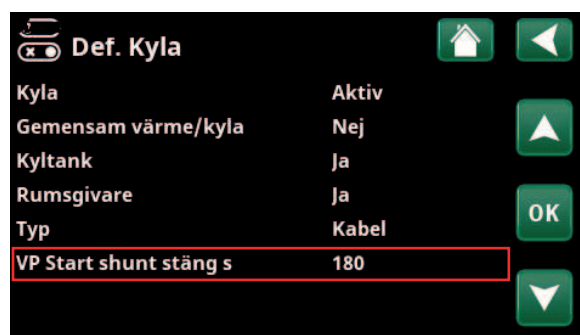 Def. Kyla
Kyla Aktiv
Gemensam värme/kyla Nej
Kyltank Ja
Rumsgivare Ja
OK
Typ Kabel
VP Start shunt stäng s 180